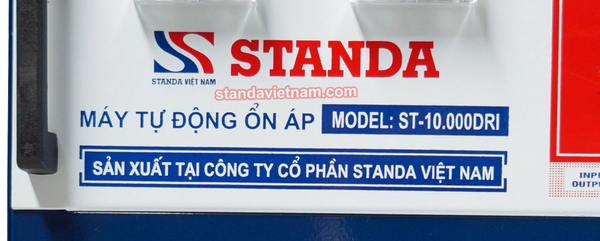 STANDA
STANDA VIỆT NAM
standavietnam.com
MÁY TỰ ĐỘNG ỔN ÁP MODEL: ST-10.000DRI
SẢN XUẤT TẠI CÔNG TY CỔ PHẦN STANDA VIỆT NAM